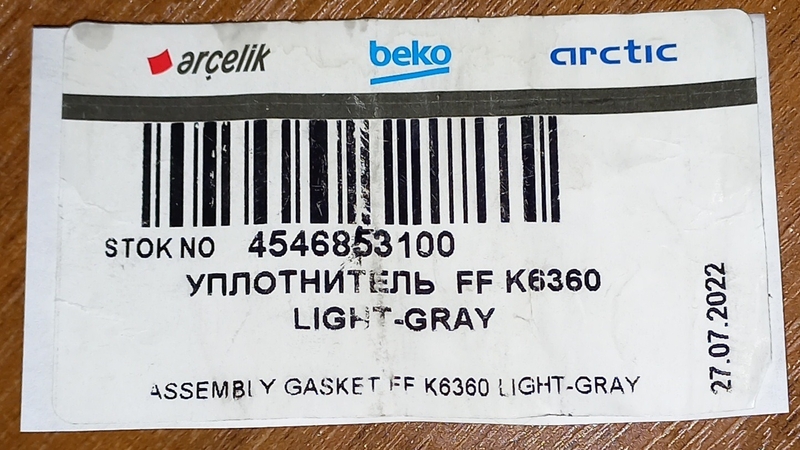 arçelik beko arctic
STOK NO 4546853100
УПЛОТНИТЕЛЬ FF K6360
LIGHT-GRAY
ASSEMBLY GASKET FF K6360 LIGHT-GRAY
27.07.2022